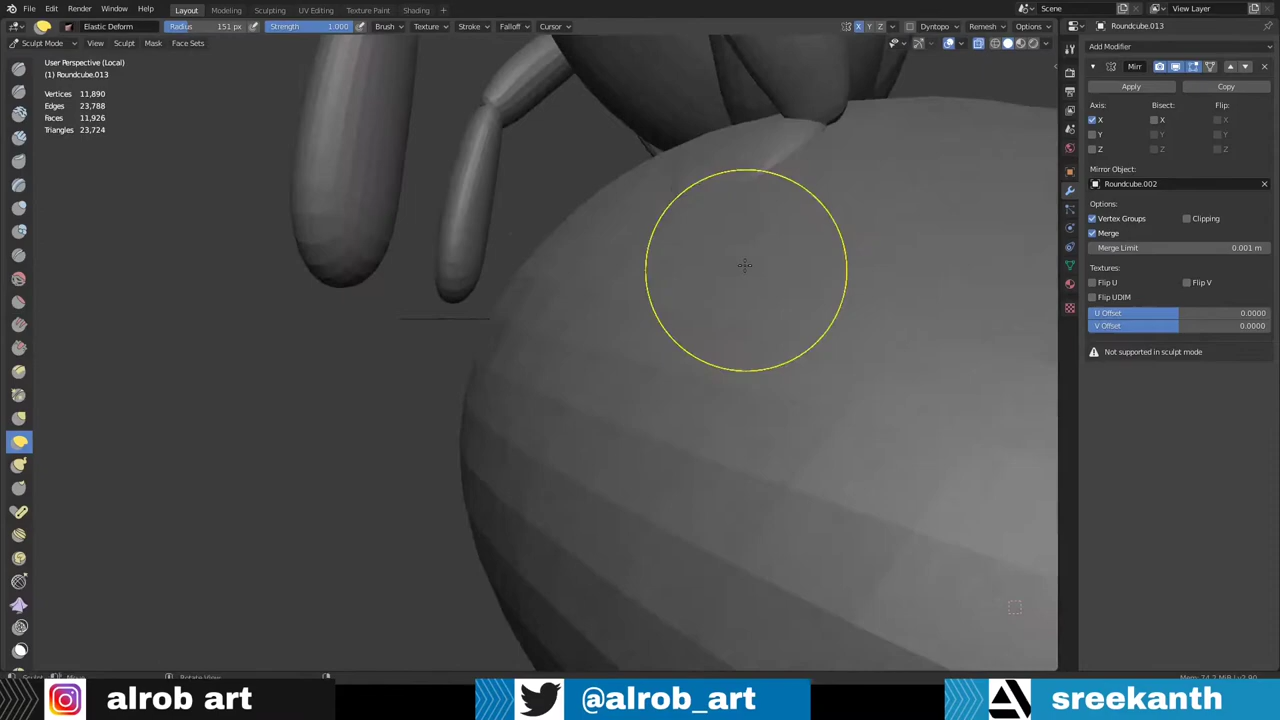 File Edit Render Window Help Layout Modeling Sculpting UV Editing Texture Paint Shading + Scene View Layer
Elastic Deform Radius 151 px Strength 1.000 Brush Texture Stroke Falloff Cursor X Y Z Dyntopo Remesh Options Roundcube.013
Sculpt Mode View Sculpt Mask Face Sets Add Modifier
User Perspective (Local)
(1) Roundcube.013
Vertices 11,890
Edges 23,788
Faces 11,926
Triangles 23,724
Mirr
Apply Copy
Axis: Bisect: Flip:
X X X
Y Y Y
Z Z Z
Mirror Object:
Roundcube.002
Options:
Vertex Groups Clipping
Merge
Merge Limit 0.001 m
Textures:
Flip U Flip V
Flip UDIM
U Offset 0.0000
V Offset 0.0000
Not supported in sculpt mode
Sculpt Move Rotate View
alrob art @alrob_art sreekanth